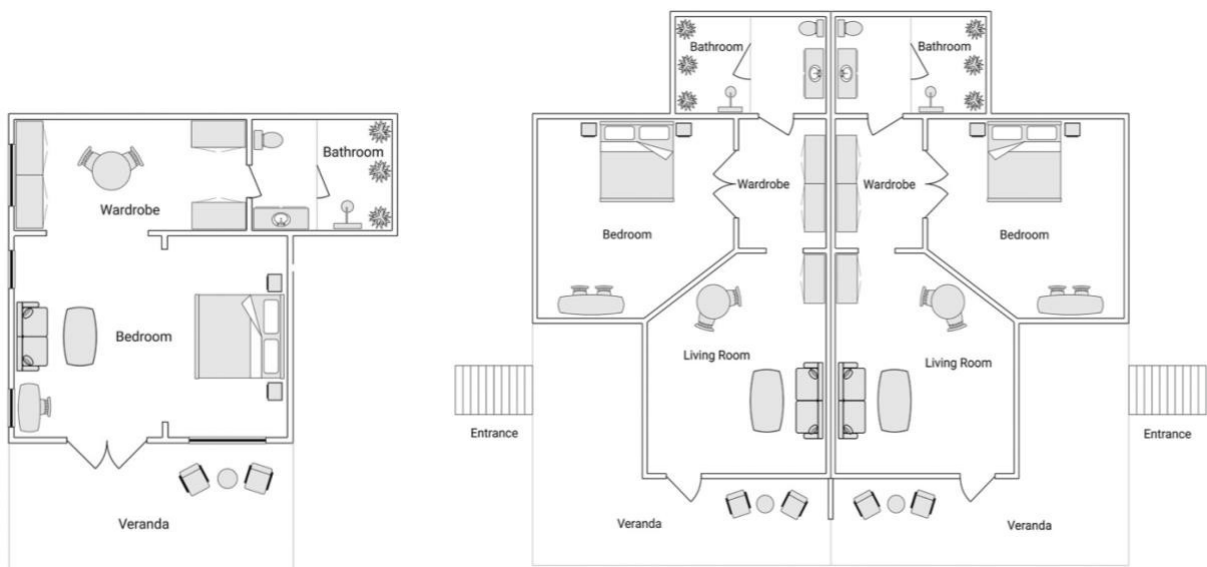 Bathroom
Wardrobe
Bedroom
Veranda
Bathroom
Bathroom
Wardrobe
Wardrobe
Bedroom
Bedroom
Living Room
Living Room
Entrance
Entrance
Veranda
Veranda